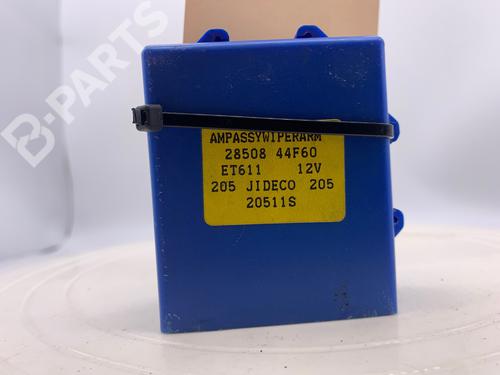 AMPASSYWIPERARM
28508 44F60
ET611 12V
205 JIDECO 205
20511S
B-PARTS